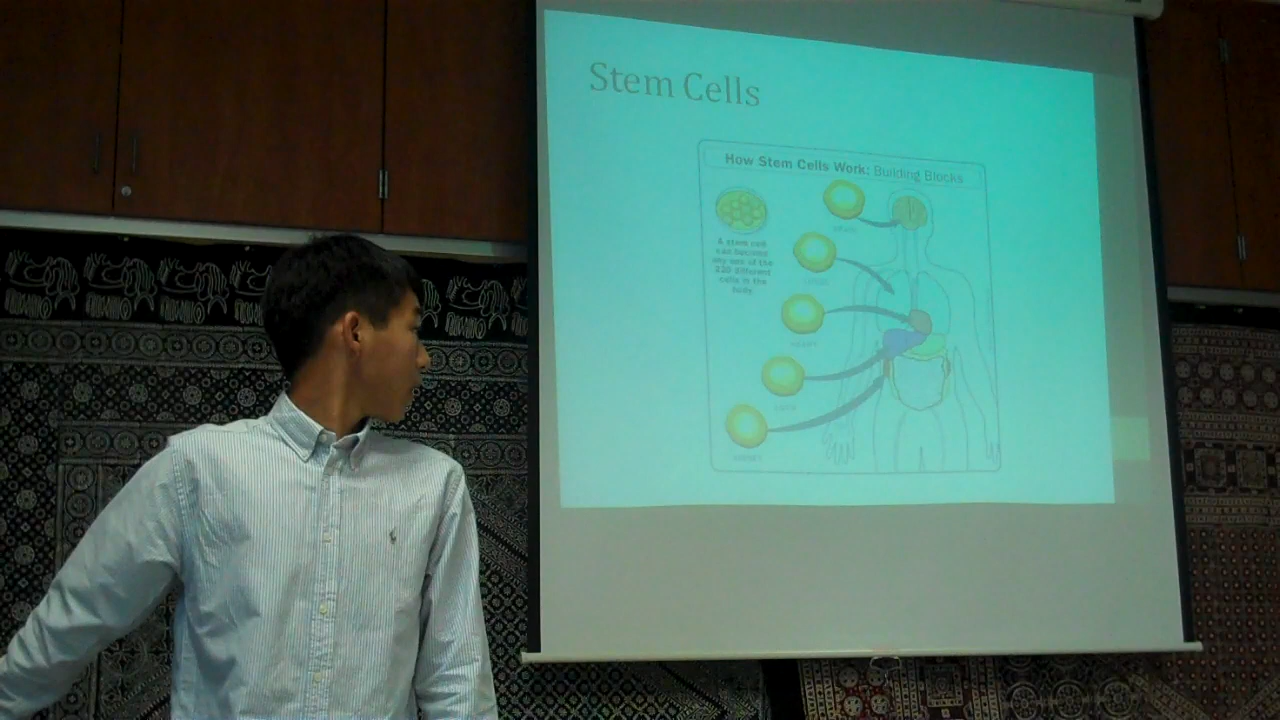 Stem Cells
How Stem Cells Work: Building Blocks
A stem cell
can become
any one of the
220 different
cells in the
body